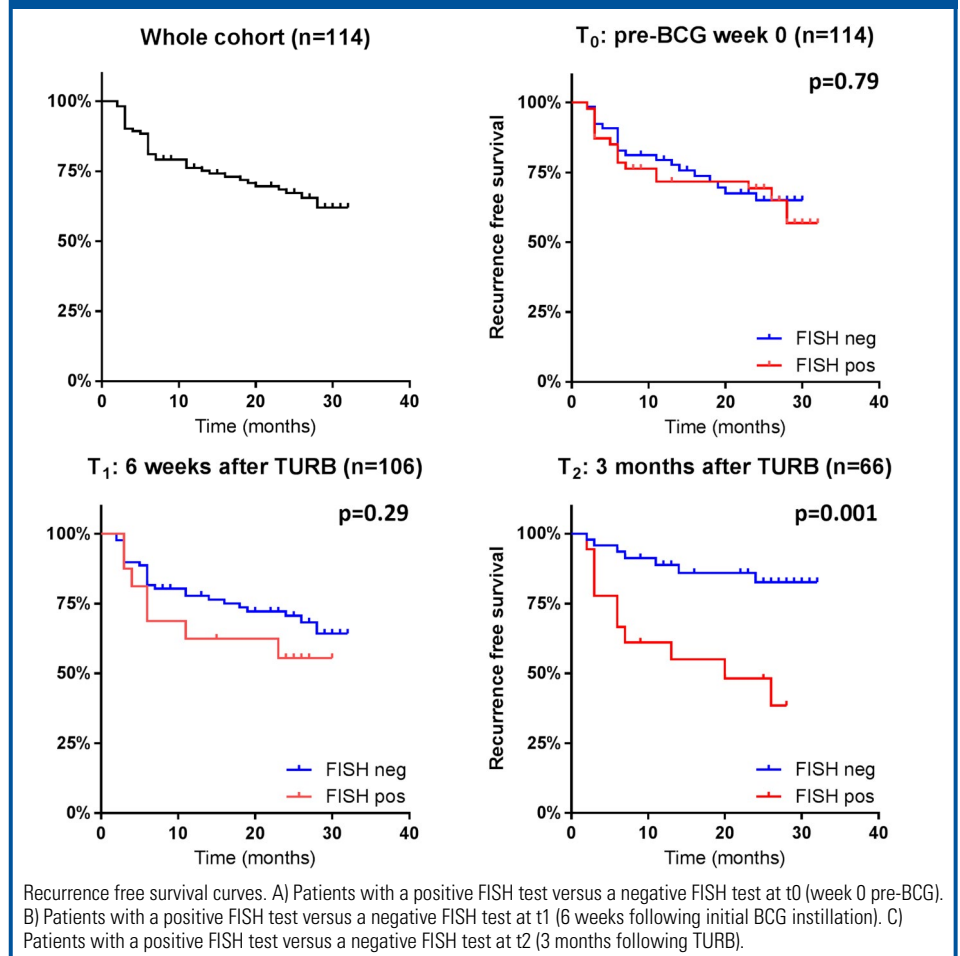 Whole cohort (n=114)
100%
75%
50%
25%
0%
0 10 20 30 40
Time (months)
T0: pre-BCG week 0 (n=114)
p=0.79
Recurrence free survival
100%
75%
50%
25%
0%
FISH neg
FISH pos
0 10 20 30 40
Time (months)
T1: 6 weeks after TURB (n=106)
p=0.29
100%
75%
50%
25%
0%
FISH neg
FISH pos
0 10 20 30 40
Time (months)
T2: 3 months after TURB (n=66)
p=0.001
Recurrence free survival
100%
75%
50%
25%
0%
FISH neg
FISH pos
0 10 20 30 40
Time (months)
Recurrence free survival curves. A) Patients with a positive FISH test versus a negative FISH test at t0 (week 0 pre-BCG).
B) Patients with a positive FISH test versus a negative FISH test at t1 (6 weeks following initial BCG instillation). C)
Patients with a positive FISH test versus a negative FISH test at t2 (3 months following TURB).